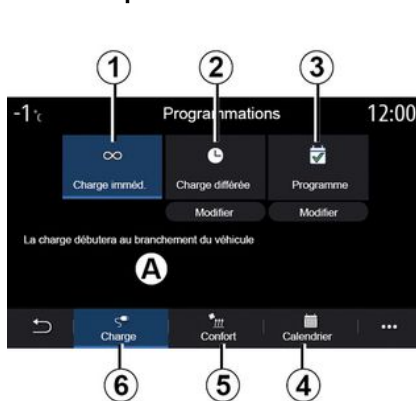 1 2 3
-1°C Programmations 12:00
∞
Charge imméd. Charge différée Programme
Modifier Modifier
La charge débutera au branchement du véhicule
A
Charge Confort Calendrier ...
6 5 4